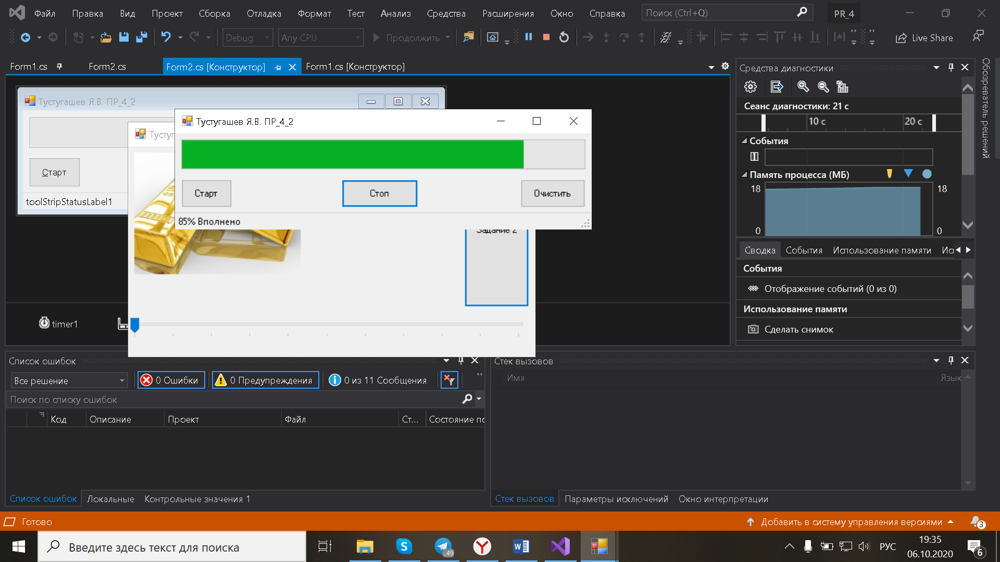 Файл Правка Вид Проект Сборка Отладка Формат Тест Анализ Средства Расширения Окно Справка Поиск (Ctrl+Q) PR_4
Debug Any CPU Продолжить Live Share
Form1.cs Form2.cs Form2.cs [Конструктор] Form1.cs [Конструктор]
Тустугашев Я.В. ПР_4_2
Старт
toolStripStatusLabel1
Тустуг
Тустугашев Я.В. ПР_4_2
Старт Стоп Очистить
85% Вполнено
Задание 2
timer1
Средства диагностики
Сеанс диагностики: 21 с
10 с 20 с
События
Память процесса (МБ)
18 18
0 0
Сводка События Использование памяти Ис
События
Отображение событий (0 из 0)
Использование памяти
Сделать снимок
Обозреватель решений
Список ошибок
Все решение 0 Ошибки 0 Предупреждения 0 из 11 Сообщения
Поиск по списку ошибок
Код Описание Проект Файл Ст... Состояние по
Список ошибок Локальные Контрольные значения 1
Стек вызовов
Имя Язык
Стек вызовов Параметры исключений Окно интерпретации
Готово Добавить в систему управления версиями 3
Введите здесь текст для поиска
..49
РУС
19:35
06.10.2020
6